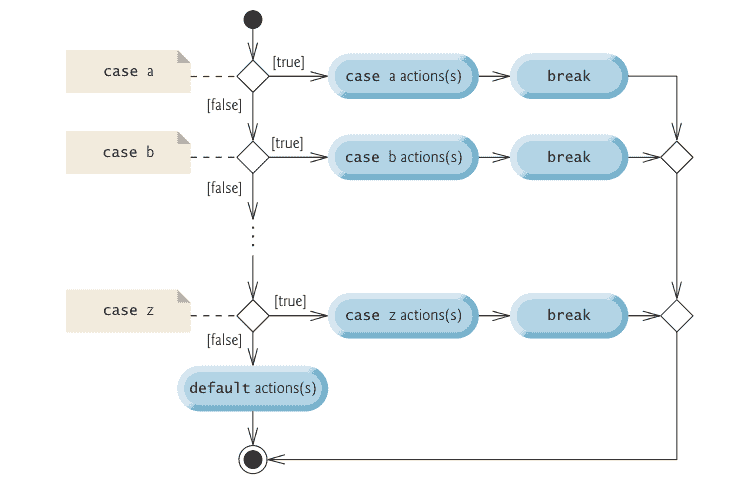 [true]
case a
case a actions(s)
break
[false]
[true]
case b
case b actions(s)
break
[false]
[true]
case z
case z actions(s)
break
[false]
default actions(s)